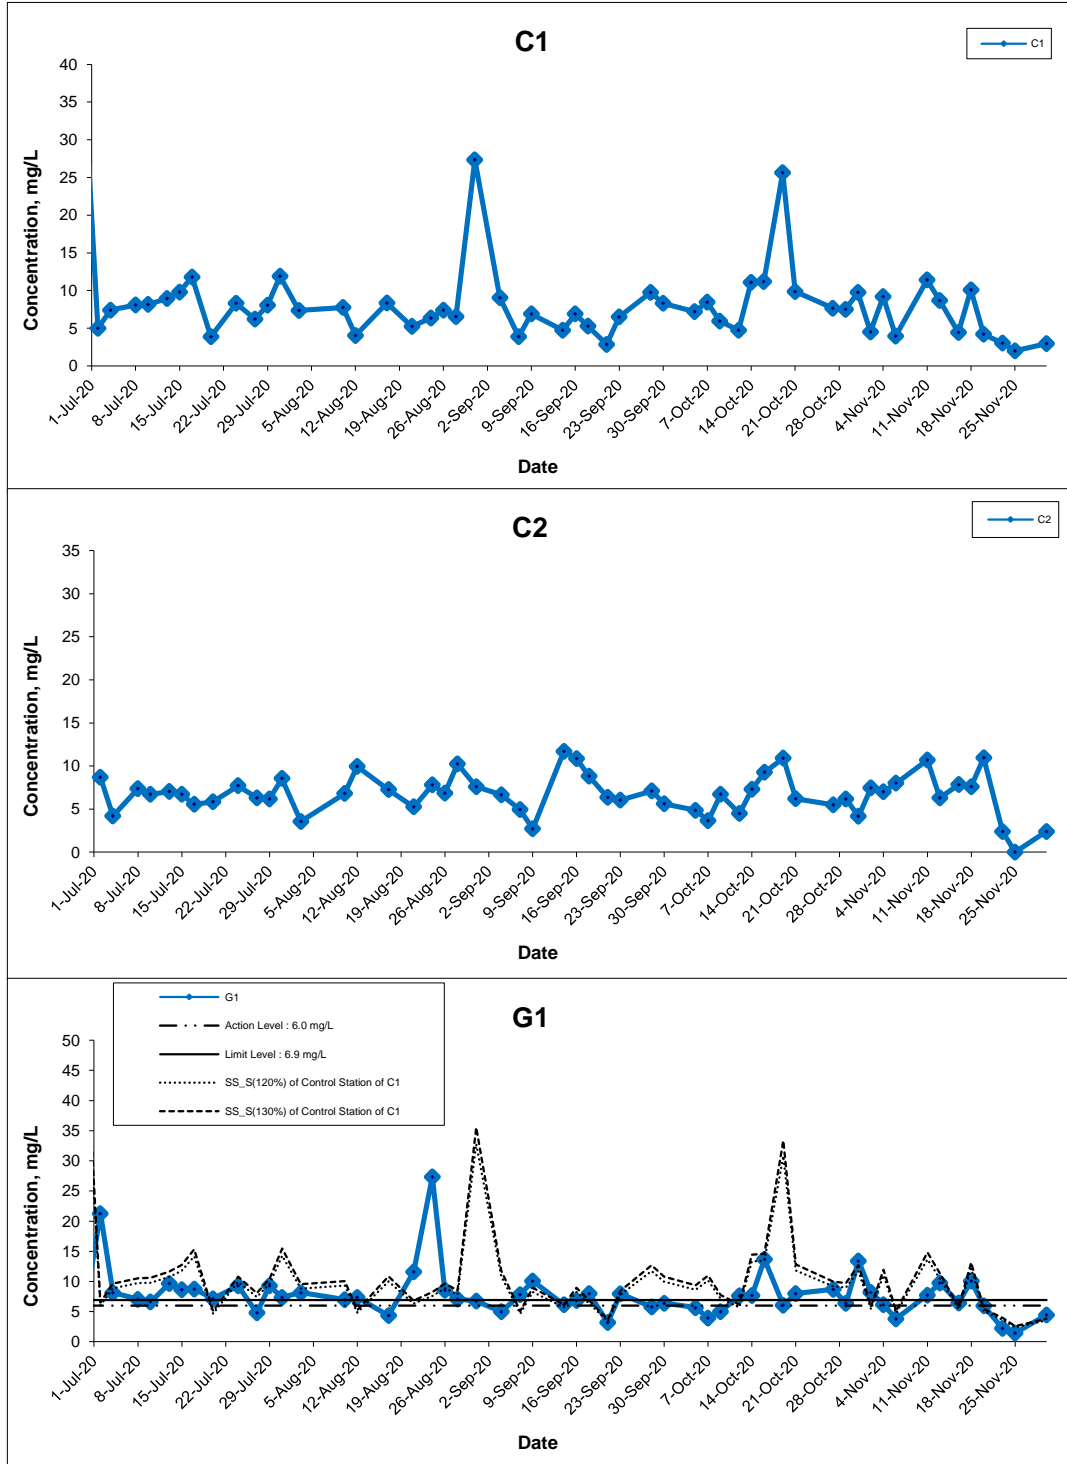 C1
C1
40
35
30
25
20
15
10
5
0
Concentration, mg/L
1-Jul-20
8-Jul-20
15-Jul-20
22-Jul-20
29-Jul-20
5-Aug-20
12-Aug-20
19-Aug-20
26-Aug-20
2-Sep-20
9-Sep-20
16-Sep-20
23-Sep-20
30-Sep-20
7-Oct-20
14-Oct-20
21-Oct-20
28-Oct-20
4-Nov-20
11-Nov-20
18-Nov-20
25-Nov-20
Date
C2
C2
35
30
25
20
15
10
5
0
Concentration, mg/L
1-Jul-20
8-Jul-20
15-Jul-20
22-Jul-20
29-Jul-20
5-Aug-20
12-Aug-20
19-Aug-20
26-Aug-20
2-Sep-20
9-Sep-20
16-Sep-20
23-Sep-20
30-Sep-20
7-Oct-20
14-Oct-20
21-Oct-20
28-Oct-20
4-Nov-20
11-Nov-20
18-Nov-20
25-Nov-20
Date
G1
G1
Action Level : 6.0 mg/L
Limit Level : 6.9 mg/L
SS_S(120%) of Control Station of C1
SS_S(130%) of Control Station of C1
50
45
40
35
30
25
20
15
10
5
0
Concentration, mg/L
1-Jul-20
8-Jul-20
15-Jul-20
22-Jul-20
29-Jul-20
5-Aug-20
12-Aug-20
19-Aug-20
26-Aug-20
2-Sep-20
9-Sep-20
16-Sep-20
23-Sep-20
30-Sep-20
7-Oct-20
14-Oct-20
21-Oct-20
28-Oct-20
4-Nov-20
11-Nov-20
18-Nov-20
25-Nov-20
Date